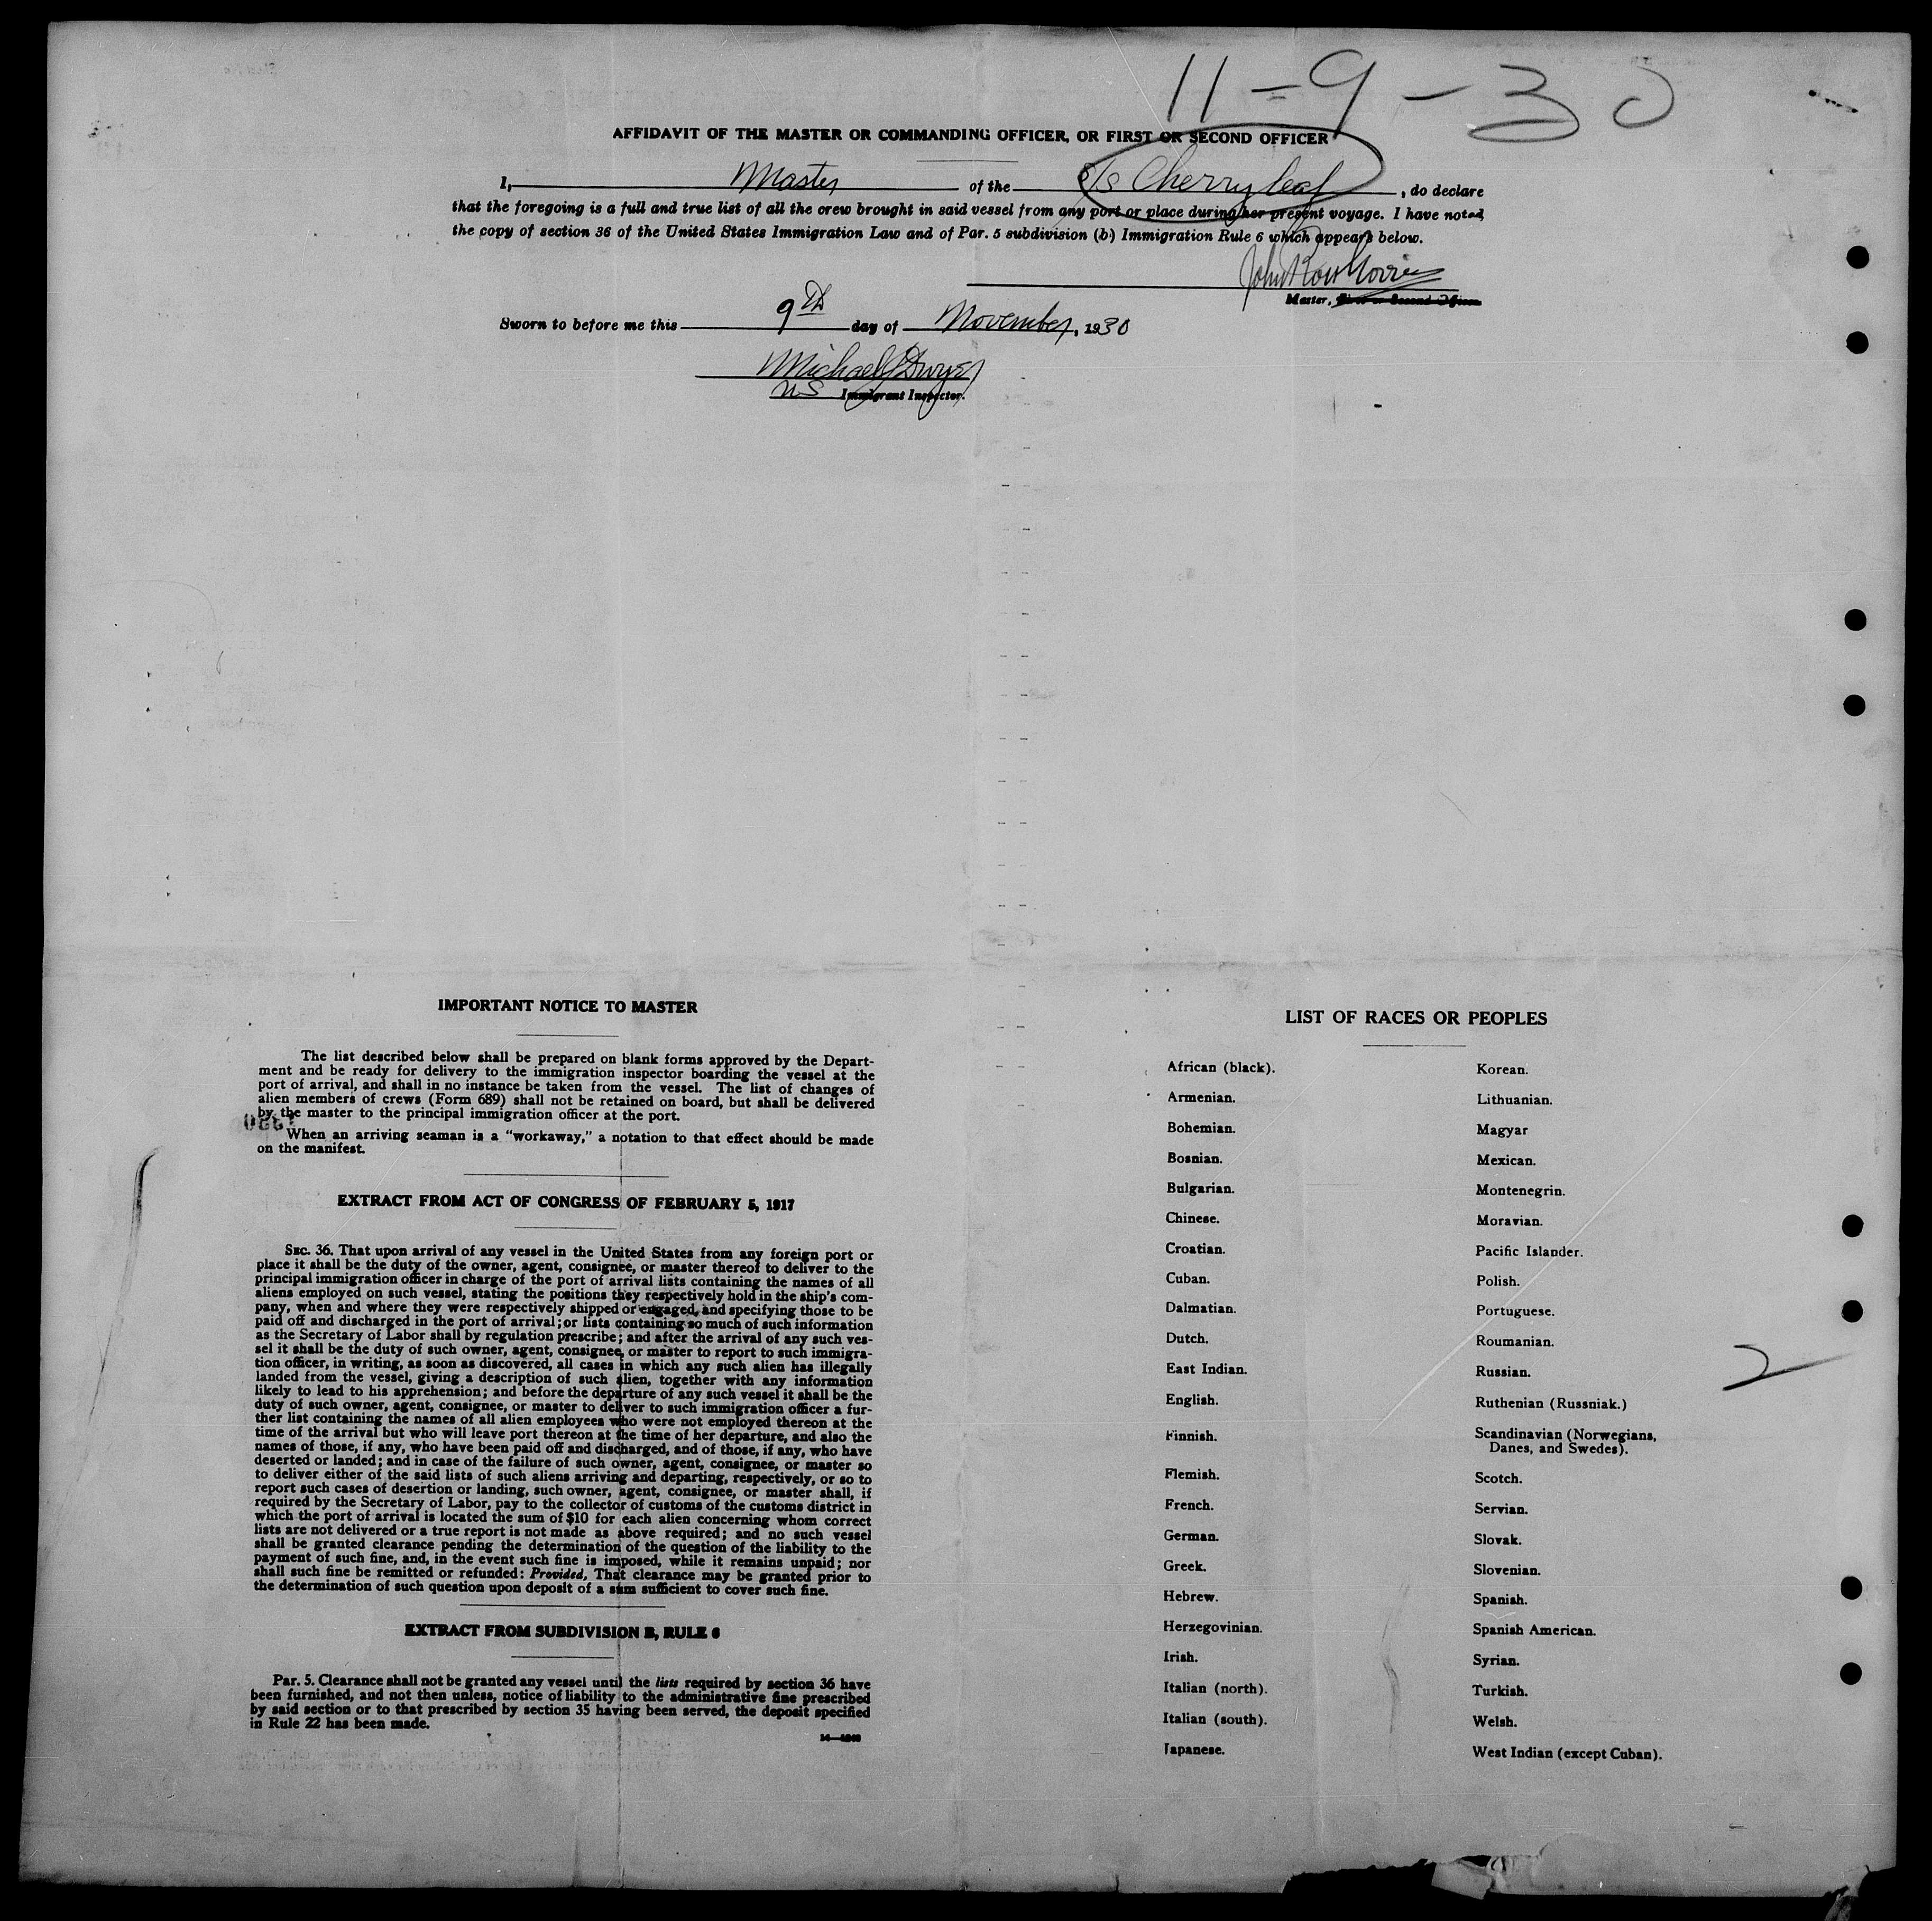 11-9-30
AFFIDAVIT OF THE MASTER OR COMMANDING OFFICER, OR FIRST OR SECOND OFFICER
I, Master of the S/S Cherryleaf, do declare
that the foregoing is a full and true list of all the crew brought in said vessel from any port or place during her present voyage. I have noted
the copy of section 36 of the United States Immigration Law and of Par. 5 subdivision (b) Immigration Rule 6 which appears below.
John
Master, First or Second Officer.
Sworn to before me this 9th day of November, 1930
Michael J Dwyer
US Immigrant Inspector.
IMPORTANT NOTICE TO MASTER
The list described below shall be prepared on blank forms approved by the Depart-
ment and be ready for delivery to the immigration inspector boarding the vessel at the
port of arrival, and shall in no instance be taken from the vessel. The list of changes of
alien members of crews (Form 689) shall not be retained on board, but shall be delivered
by the master to the principal immigration officer at the port.
When an arriving seaman is a "workaway," a notation to that effect should be made
on the manifest.
EXTRACT FROM ACT OF CONGRESS OF FEBRUARY 5, 1917
SEC. 36. That upon arrival of any vessel in the United States from any foreign port or
place it shall be the duty of the owner, agent, consignee, or master thereof to deliver to the
principal immigration officer in charge of the port of arrival lists containing the names of all
aliens employed on such vessel, stating the positions they respectively hold in the ship's com-
pany, when and where they were respectively shipped or engaged, and specifying those to be
paid off and discharged in the port of arrival; or lists containing so much of such information
as the Secretary of Labor shall by regulation prescribe; and after the arrival of any such ves-
sel it shall be the duty of such owner, agent, consignee, or master to report to such immigra-
tion officer, in writing, as soon as discovered, all cases in which any such alien has illegally
landed from the vessel, giving a description of such alien, together with any information
likely to lead to his apprehension; and before the departure of any such vessel it shall be the
duty of such owner, agent, consignee, or master to deliver to such immigration officer a fur-
ther list containing the names of all alien employees who were not employed thereon at the
time of the arrival but who will leave port thereon at the time of her departure, and also the
names of those, if any, who have been paid off and discharged, and of those, if any, who have
deserted or landed; and in case of the failure of such owner, agent, consignee, or master so
to deliver either of the said lists of such aliens arriving and departing, respectively, or so to
report such cases of desertion or landing, such owner, agent, consignee, or master shall, if
required by the Secretary of Labor, pay to the collector of customs of the customs district in
which the port of arrival is located the sum of $10 for each alien concerning whom correct
lists are not delivered or a true report is not made as above required; and no such vessel
shall be granted clearance pending the determination of the question of the liability to the
payment of such fine, and, in the event such fine is imposed, while it remains unpaid; nor
shall such fine be remitted or refunded: Provided, That clearance may be granted prior to
the determination of such question upon deposit of a sum sufficient to cover such fine.
EXTRACT FROM SUBDIVISION B, RULE 6
Par. 5. Clearance shall not be granted any vessel until the lists required by section 36 have
been furnished, and not then unless, notice of liability to the administrative fine prescribed
by said section or to that prescribed by section 35 having been served, the deposit specified
in Rule 22 has been made.
LIST OF RACES OR PEOPLES
African (black).
Armenian.
Bohemian.
Bosnian.
Bulgarian.
Chinese.
Croatian.
Cuban.
Dalmatian.
Dutch.
East Indian.
English.
Finnish.
Flemish.
French.
German.
Greek.
Hebrew.
Herzegovinian.
Irish.
Italian (north).
Italian (south).
Japanese.
Korean.
Lithuanian.
Magyar
Mexican.
Montenegrin.
Moravian.
Pacific Islander.
Polish.
Portuguese.
Roumanian.
Russian.
Ruthenian (Russniak.)
Scandinavian (Norwegians,
Danes, and Swedes).
Scotch.
Servian.
Slovak.
Slovenian.
Spanish.
Spanish American.
Syrian.
Turkish.
Welsh.
West Indian (except Cuban).
2